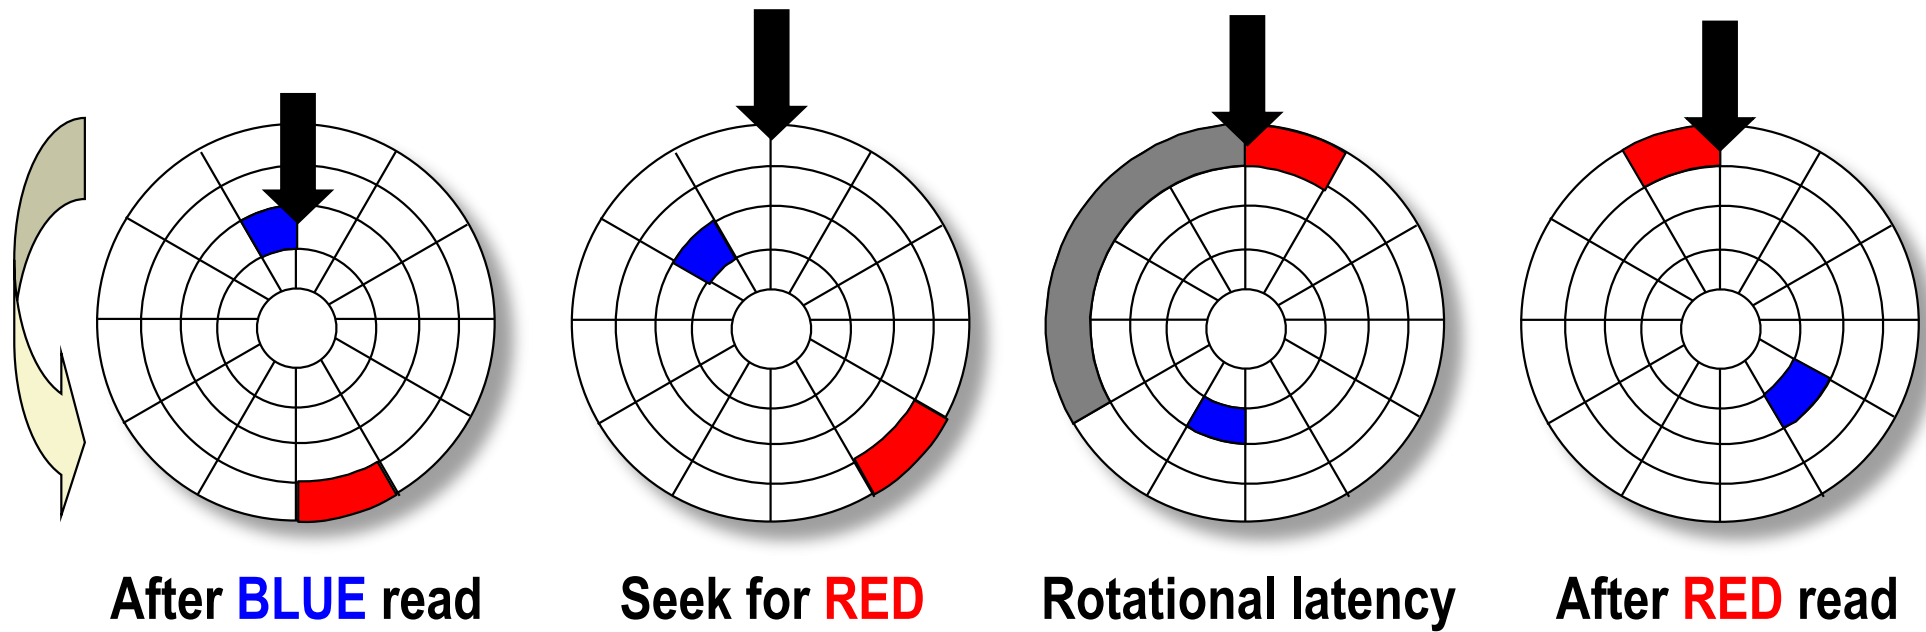 After BLUE read
Seek for RED
Rotational latency
After RED read